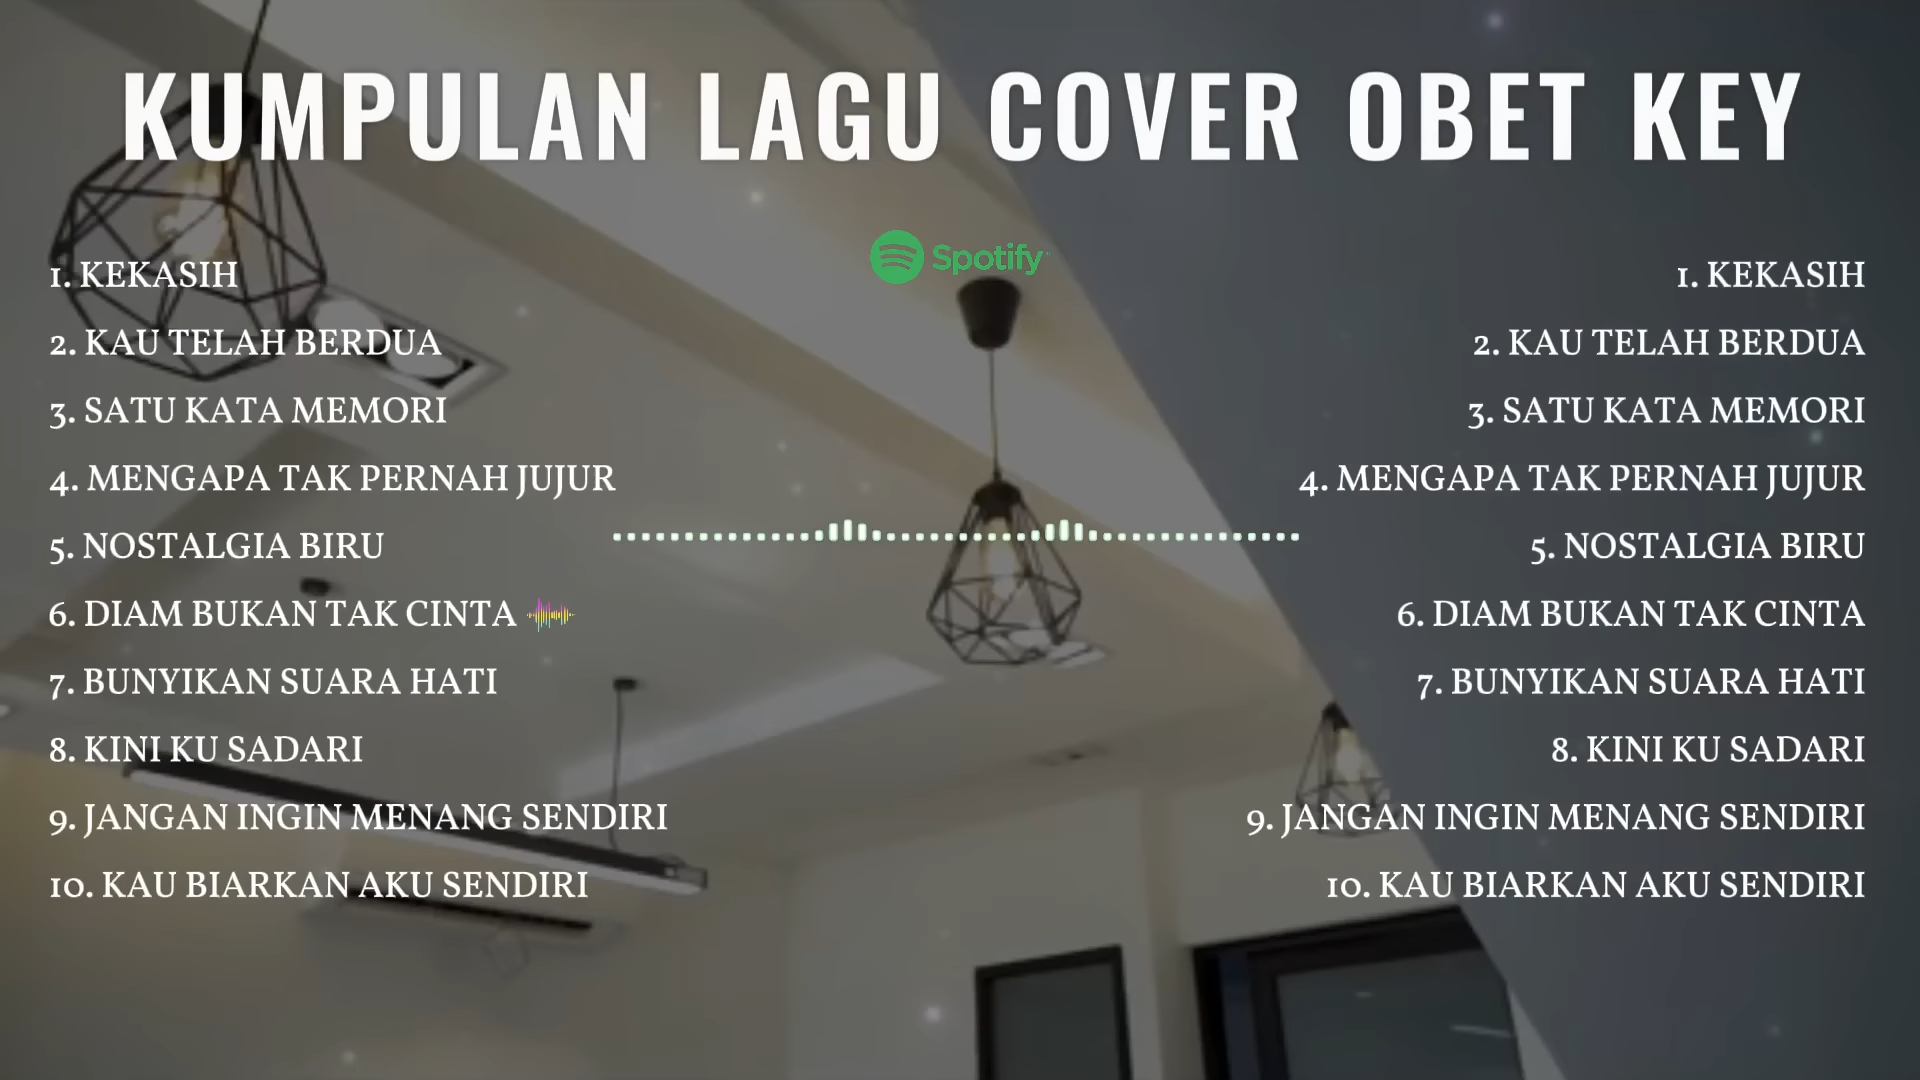 KUMPULAN LAGU COVER OBET KEY
Spotify
1. KEKASIH
2. KAU TELAH BERDUA
3. SATU KATA MEMORI
4. MENGAPA TAK PERNAH JUJUR
5. NOSTALGIA BIRU
6. DIAM BUKAN TAK CINTA
7. BUNYIKAN SUARA HATI
8. KINI KU SADARI
9. JANGAN INGIN MENANG SENDIRI
10. KAU BIARKAN AKU SENDIRI
1. KEKASIH
2. KAU TELAH BERDUA
3. SATU KATA MEMORI
4. MENGAPA TAK PERNAH JUJUR
5. NOSTALGIA BIRU
6. DIAM BUKAN TAK CINTA
7. BUNYIKAN SUARA HATI
8. KINI KU SADARI
9. JANGAN INGIN MENANG SENDIRI
10. KAU BIARKAN AKU SENDIRI